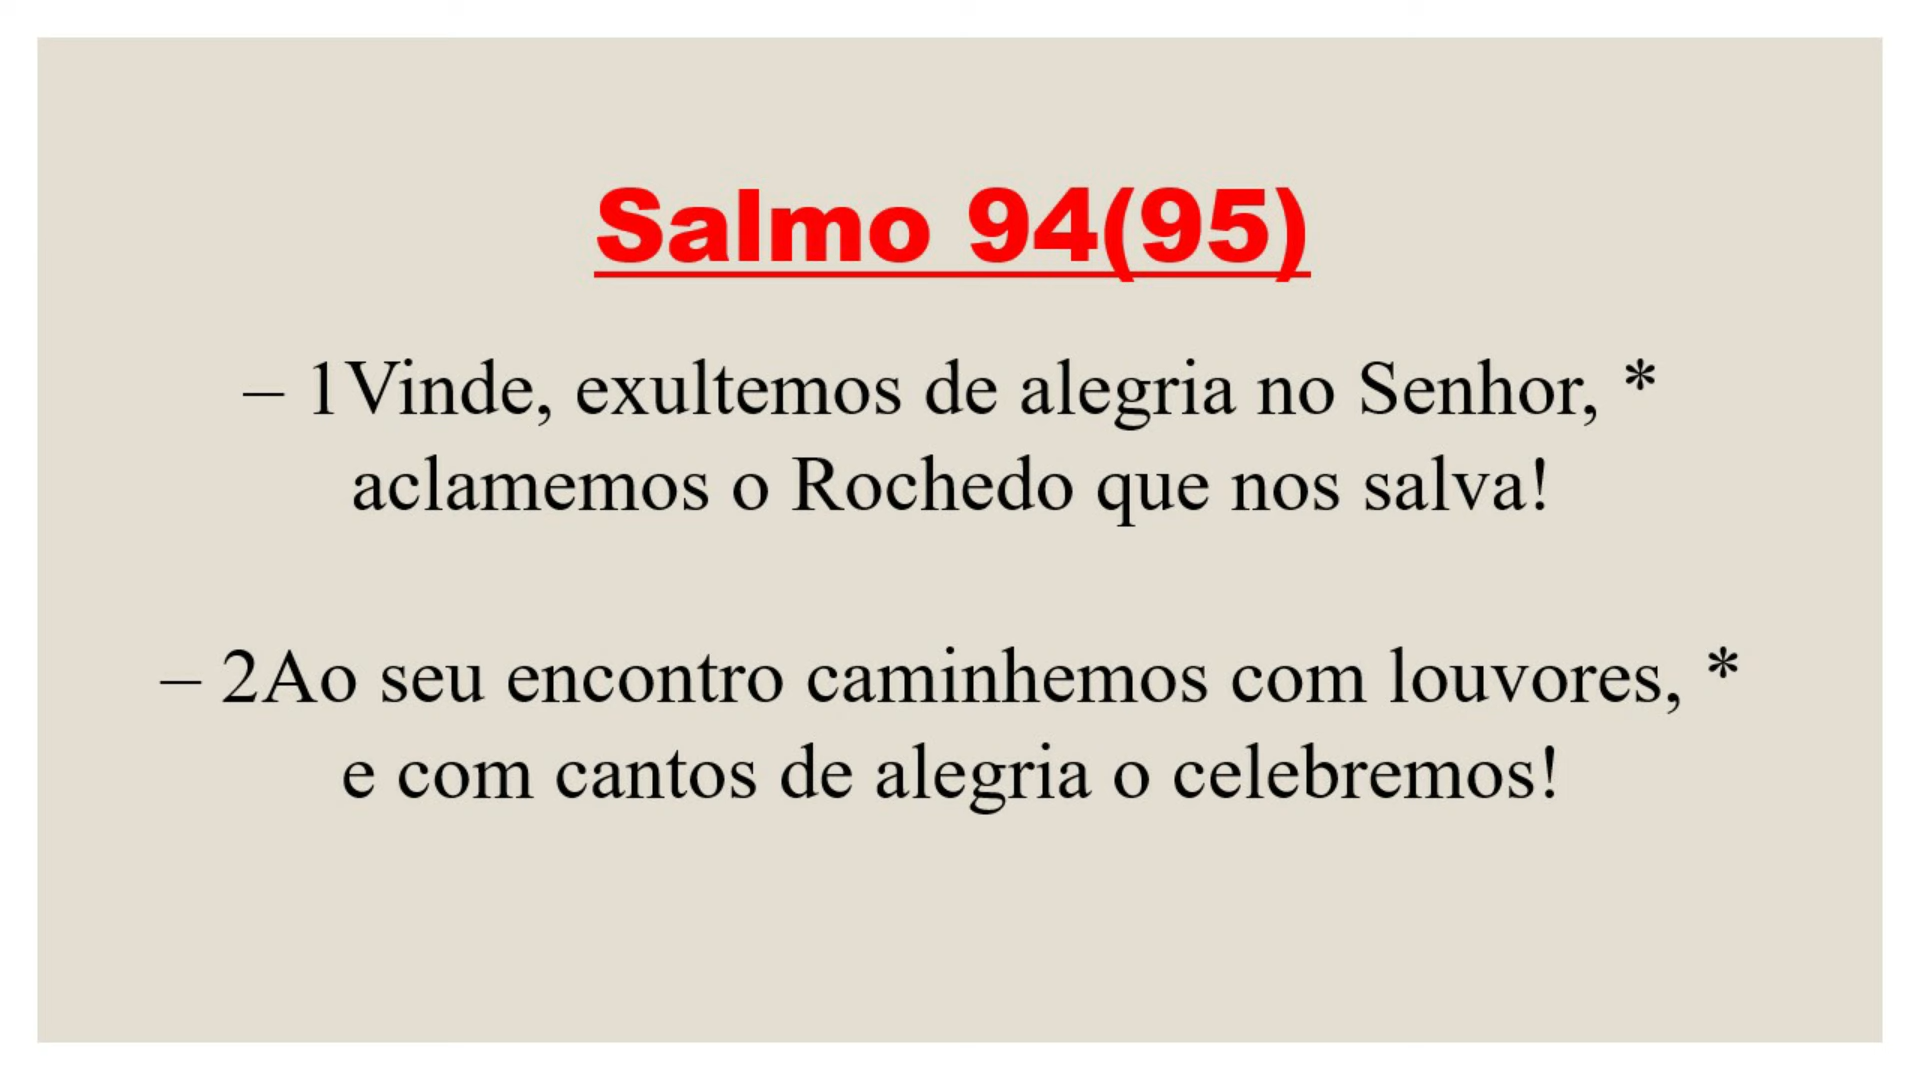 Salmo 94(95)
– 1Vinde, exultemos de alegria no Senhor, *
aclamemos o Rochedo que nos salva!
– 2Ao seu encontro caminhemos com louvores, *
e com cantos de alegria o celebremos!